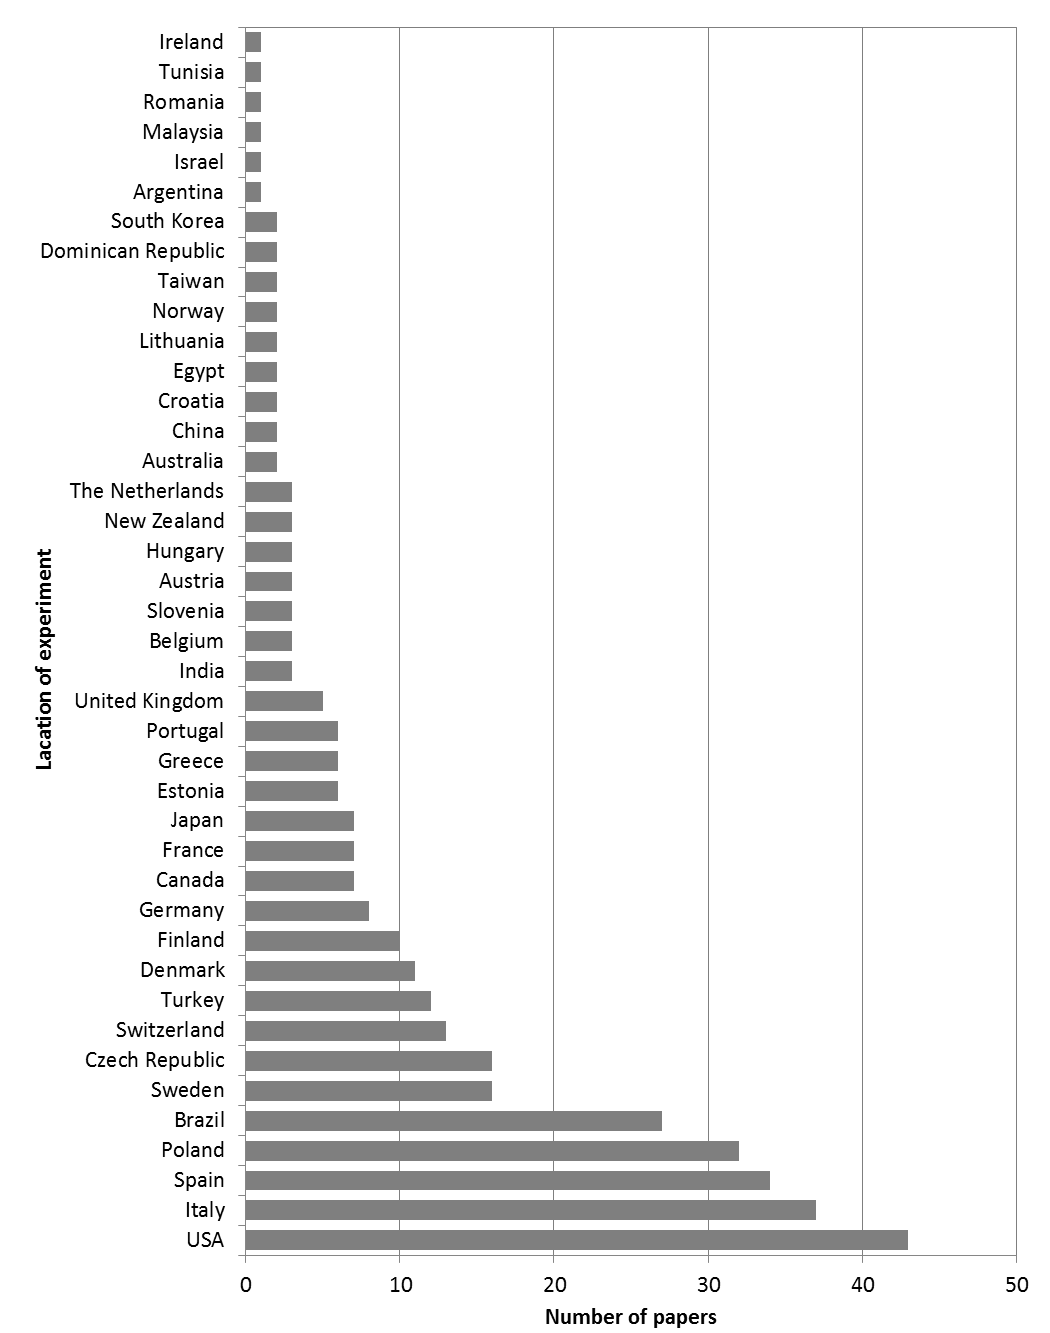 Ireland
Tunisia
Romania
Malaysia
Israel
Argentina
South Korea
Dominican Republic
Taiwan
Norway
Lithuania
Egypt
Croatia
China
Australia
The Netherlands
New Zealand
Hungary
Austria
Slovenia
Belgium
India
United Kingdom
Portugal
Greece
Estonia
Japan
France
Canada
Germany
Finland
Denmark
Turkey
Switzerland
Czech Republic
Sweden
Brazil
Poland
Spain
Italy
USA
Lacation of experiment
0 10 20 30 40 50
Number of papers